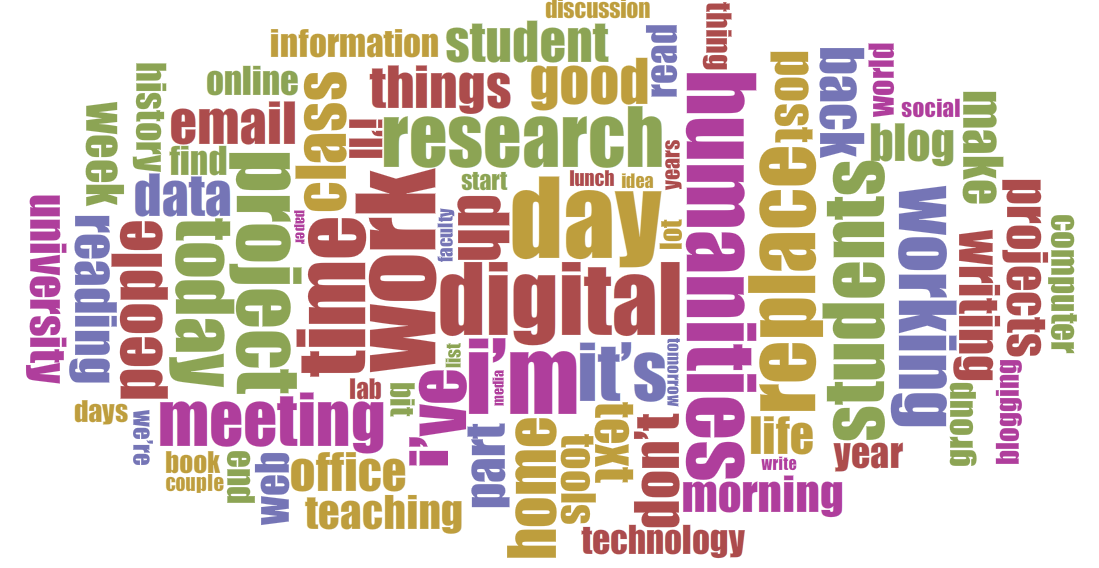 discussion
information
student
read
thing
online
class
things
good
post
back
world
history
email
i'll
research
humanities
social
make
week
find
project
blog
data
start
lunch
idea
years
replaced
students
university
reading
people
today
paper
time
work
faculty
up
day
lot
working
writing
projects
computer
digital
list
i'm
media
it's
tomorrow
lab
bit
i've
days
we're
meeting
part
home
tools
text
don't
life
write
year
group
blogging
book
couple
end
web
office
teaching
morning
technology